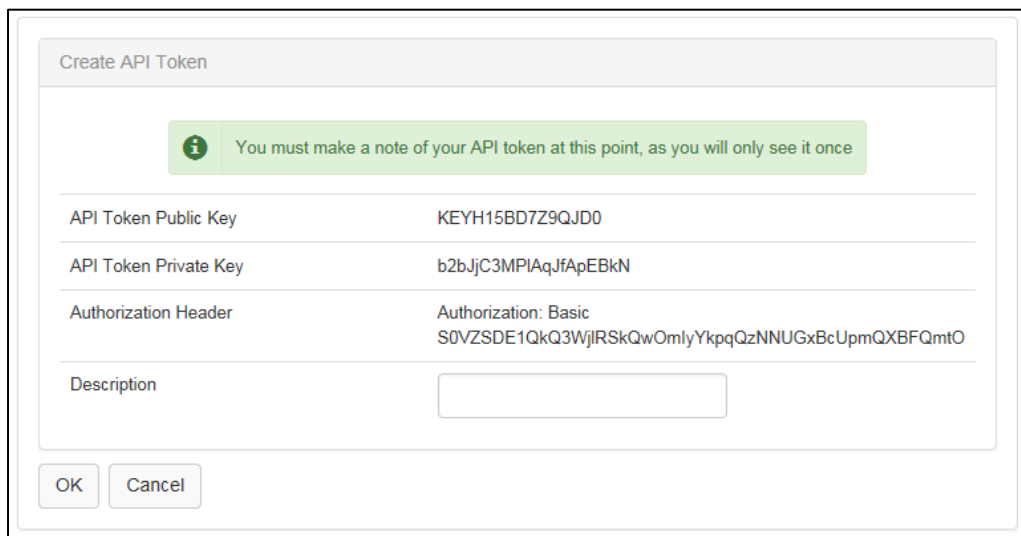 Create API Token
You must make a note of your API token at this point, as you will only see it once
API Token Public Key KEYH15BD7Z9QJD0
API Token Private Key b2bJjC3MPlAqJfApEBkN
Authorization Header Authorization: Basic
S0VZSDE1QkQ3WjlRSkQwOmIyYkpqQzNNUGxBcUpmQXBFQmtO
Description
OK Cancel